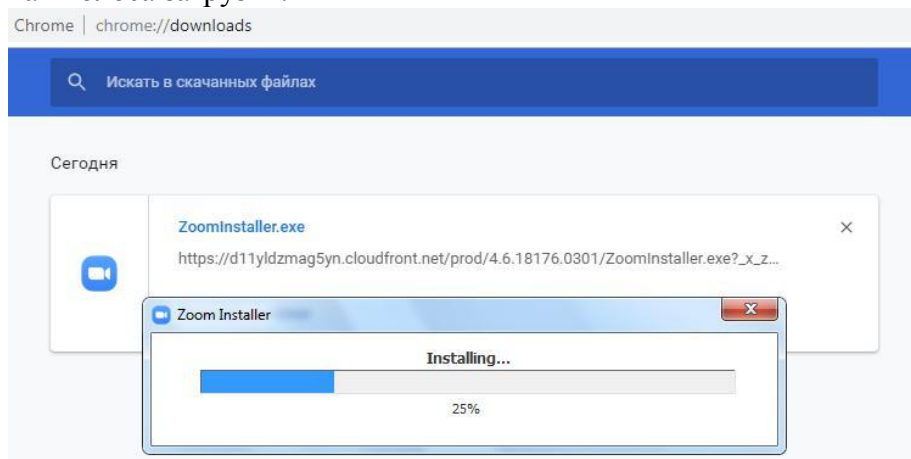 Chrome | chrome://downloads
Искать в скачанных файлах
Сегодня
ZoomInstaller.exe
https://d11yldzmag5yn.cloudfront.net/prod/4.6.18176.0301/ZoomInstaller.exe?_x_z...
Zoom Installer
Installing...
25%